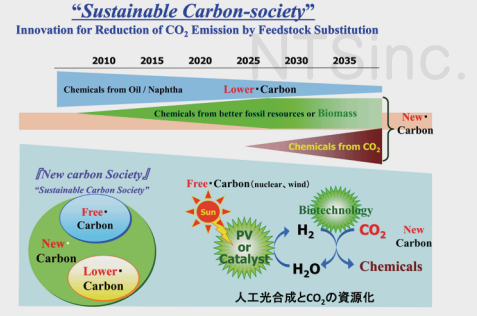 “Sustainable Carbon-society”
Innovation for Reduction of CO₂ Emission by Feedstock Substitution
NTSinc.
2010 2015 2020 2025 2030 2035
Chemicals from Oil / Naphtha Lower・Carbon
Chemicals from better fossil resources or Biomass
New・
Carbon
Chemicals from CO₂
『New carbon Society』
“Sustainable Carbon Society”
Free・
Carbon
New・
Carbon
Lower・
Carbon
Free・Carbon (nuclear, wind)
Sun
PV
or
Catalyst
Biotechnology
H₂
CO₂
H₂O
Chemicals
New
Carbon
人工光合成とCO₂の資源化